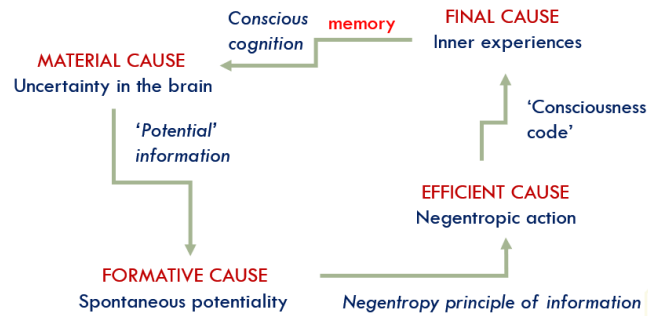 FINAL CAUSE
Inner experiences
Conscious
cognition
memory
MATERIAL CAUSE
Uncertainty in the brain
'Potential'
information
'Consciousness
code'
EFFICIENT CAUSE
Negentropic action
FORMATIVE CAUSE
Spontaneous potentiality
Negentropy principle of information